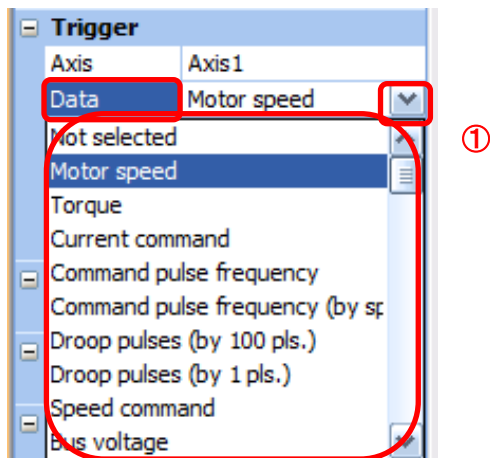 Trigger
Axis Axis1
Data Motor speed
①
Not selected
Motor speed
Torque
Current command
Command pulse frequency
Command pulse frequency (by sp
Droop pulses (by 100 pls.)
Droop pulses (by 1 pls.)
Speed command
Bus voltage